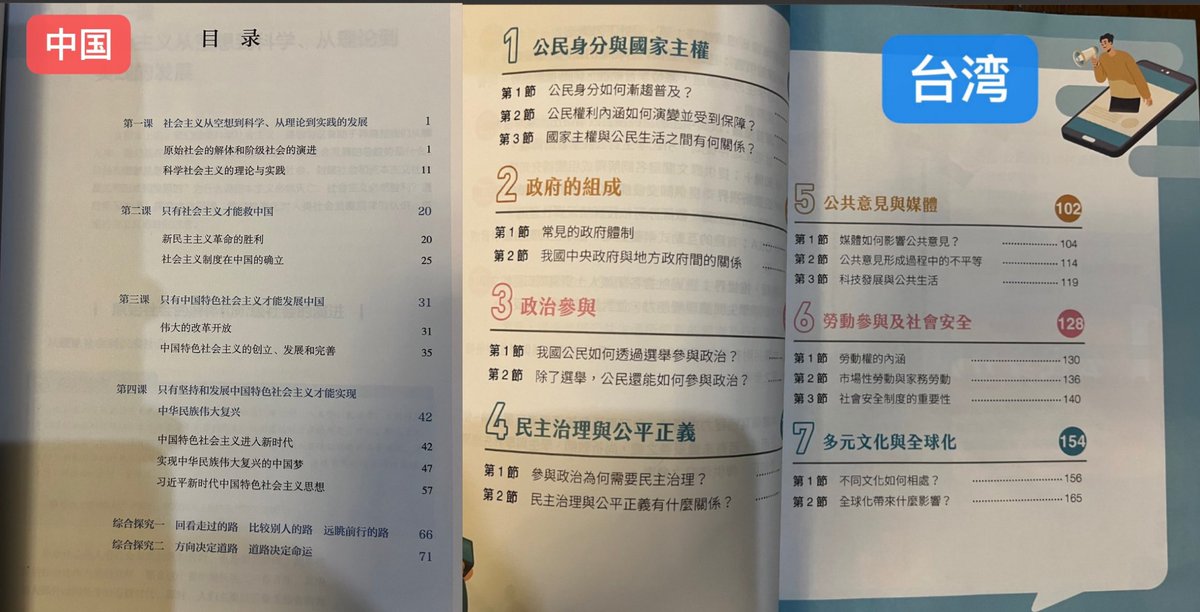 中国
目 录
第一课 社会主义从空想到科学、从理论到实践的发展 1
原始社会的解体和阶级社会的演进 1
科学社会主义的理论与实践 11
第二课 只有社会主义才能救中国 20
新民主主义革命的胜利 20
社会主义制度在中国的确立 25
第三课 只有中国特色社会主义才能发展中国 31
伟大的改革开放 31
中国特色社会主义的创立、发展和完善 35
第四课 只有坚持和发展中国特色社会主义才能实现
中华民族伟大复兴 42
中国特色社会主义进入新时代 42
实现中华民族伟大复兴的中国梦 47
习近平新时代中国特色社会主义思想 57
综合探究一 回看走过的路 比较别人的路 远眺前行的路 66
综合探究二 方向决定道路 道路决定命运 71
1 公民身分與國家主權
第1節 公民身分如何漸趨普及？
第2節 公民權利內涵如何演變並受到保障？
第3節 國家主權與公民生活之間有何關係？
2 政府的組成
第1節 常見的政府體制
第2節 我國中央政府與地方政府間的關係
3 政治參與
第1節 我國公民如何透過選舉參與政治？
第2節 除了選舉，公民還能如何參與政治？
4 民主治理與公平正義
第1節 參與政治為何需要民主治理？
第2節 民主治理與公平正義有什麼關係？
台湾
5 公共意見與媒體 102
第1節 媒體如何影響公共意見？ 104
第2節 公共意見形成過程中的不平等 114
第3節 科技發展與公共生活 119
6 勞動參與及社會安全 128
第1節 勞動權的內涵 130
第2節 市場性勞動與家務勞動 136
第3節 社會安全制度的重要性 140
7 多元文化與全球化 154
第1節 不同文化如何相處？ 156
第2節 全球化帶來什麼影響？ 165